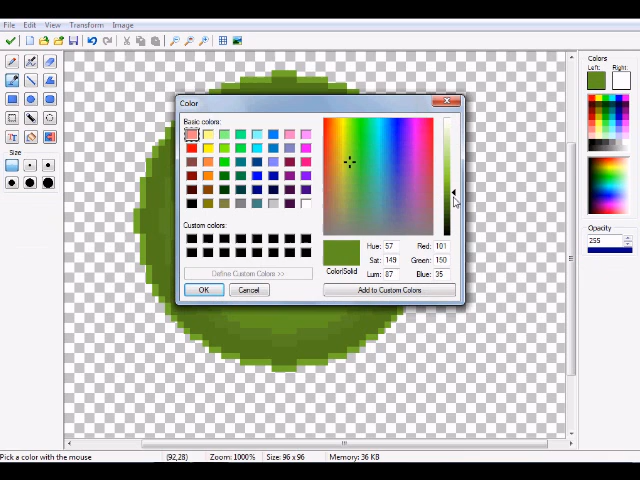 File Edit View Transform Image
Colors
Left: Right:
Color
Basic colors:
Custom colors:
Define Custom Colors >>
OK Cancel
Color|Solid
Hue: 57 Red: 101
Sat: 149 Green: 150
Lum: 87 Blue: 35
Add to Custom Colors
Size
Opacity
255
Pick a color with the mouse (92,28) Zoom: 1000% Size: 96 x 96 Memory: 36 KB